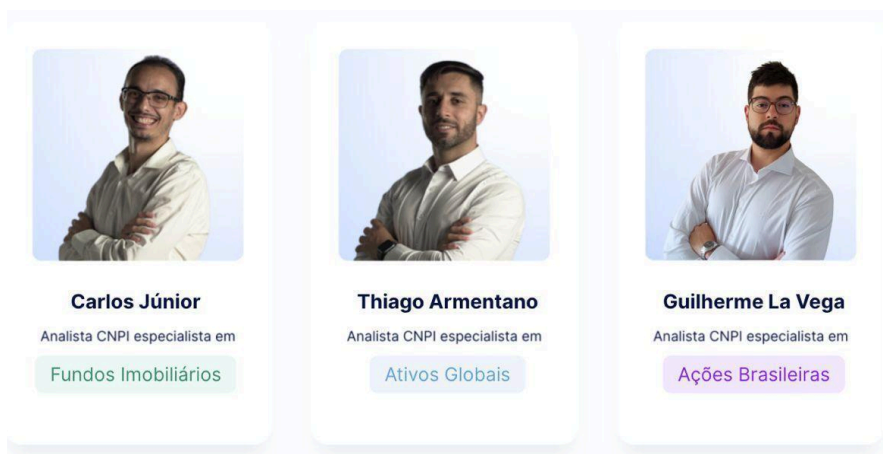 Carlos Júnior
Analista CNPI especialista em
Fundos Imobiliários
Thiago Armentano
Analista CNPI especialista em
Ativos Globais
Guilherme La Vega
Analista CNPI especialista em
Ações Brasileiras